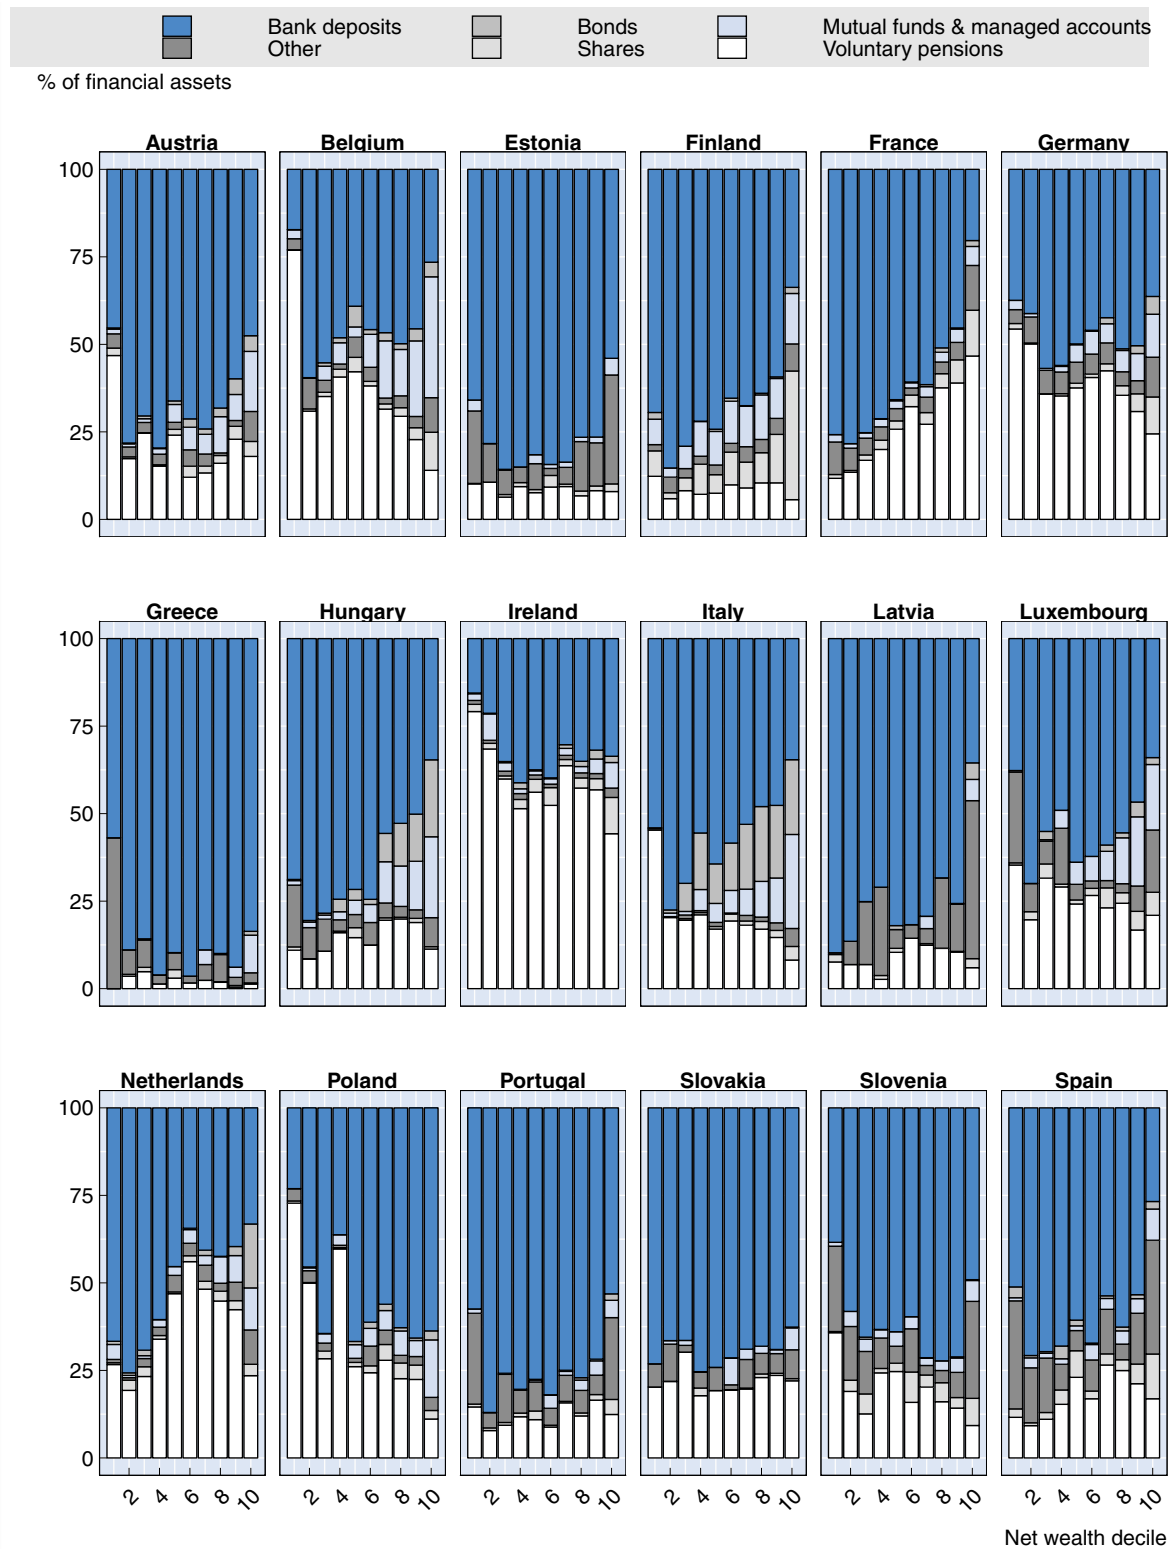 Bank deposits Bonds Mutual funds & managed accounts
Other Shares Voluntary pensions
% of financial assets
Austria Belgium Estonia Finland France Germany
100
75
50
25
0
Greece Hungary Ireland Italy Latvia Luxembourg
100
75
50
25
0
Netherlands Poland Portugal Slovakia Slovenia Spain
100
75
50
25
0
2 4 6 8 10 2 4 6 8 10 2 4 6 8 10 2 4 6 8 10 2 4 6 8 10 2 4 6 8 10
Net wealth decile